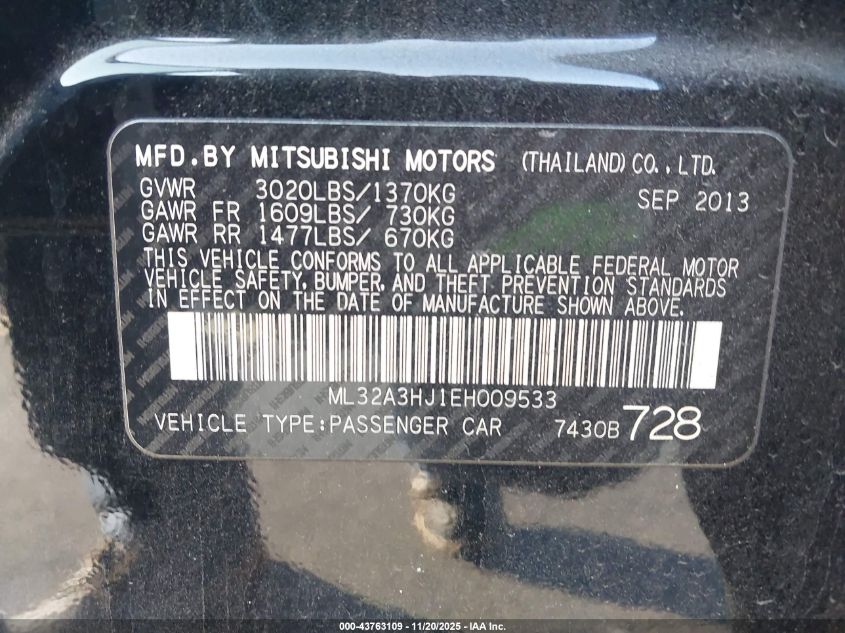 MFD.BY MITSUBISHI MOTORS (THAILAND) CO., LTD.
GVWR 3020LBS/1370KG SEP 2013
GAWR FR 1609LBS/ 730KG
GAWR RR 1477LBS/ 670KG
THIS VEHICLE CONFORMS TO ALL APPLICABLE FEDERAL MOTOR
VEHICLE SAFETY, BUMPER, AND THEFT PREVENTION STANDARDS
IN EFFECT ON THE DATE OF MANUFACTURE SHOWN ABOVE.
ML32A3HJ1EH009533
VEHICLE TYPE:PASSENGER CAR 7430B 728
000-43763109 - 11/20/2025 - IAA Inc.